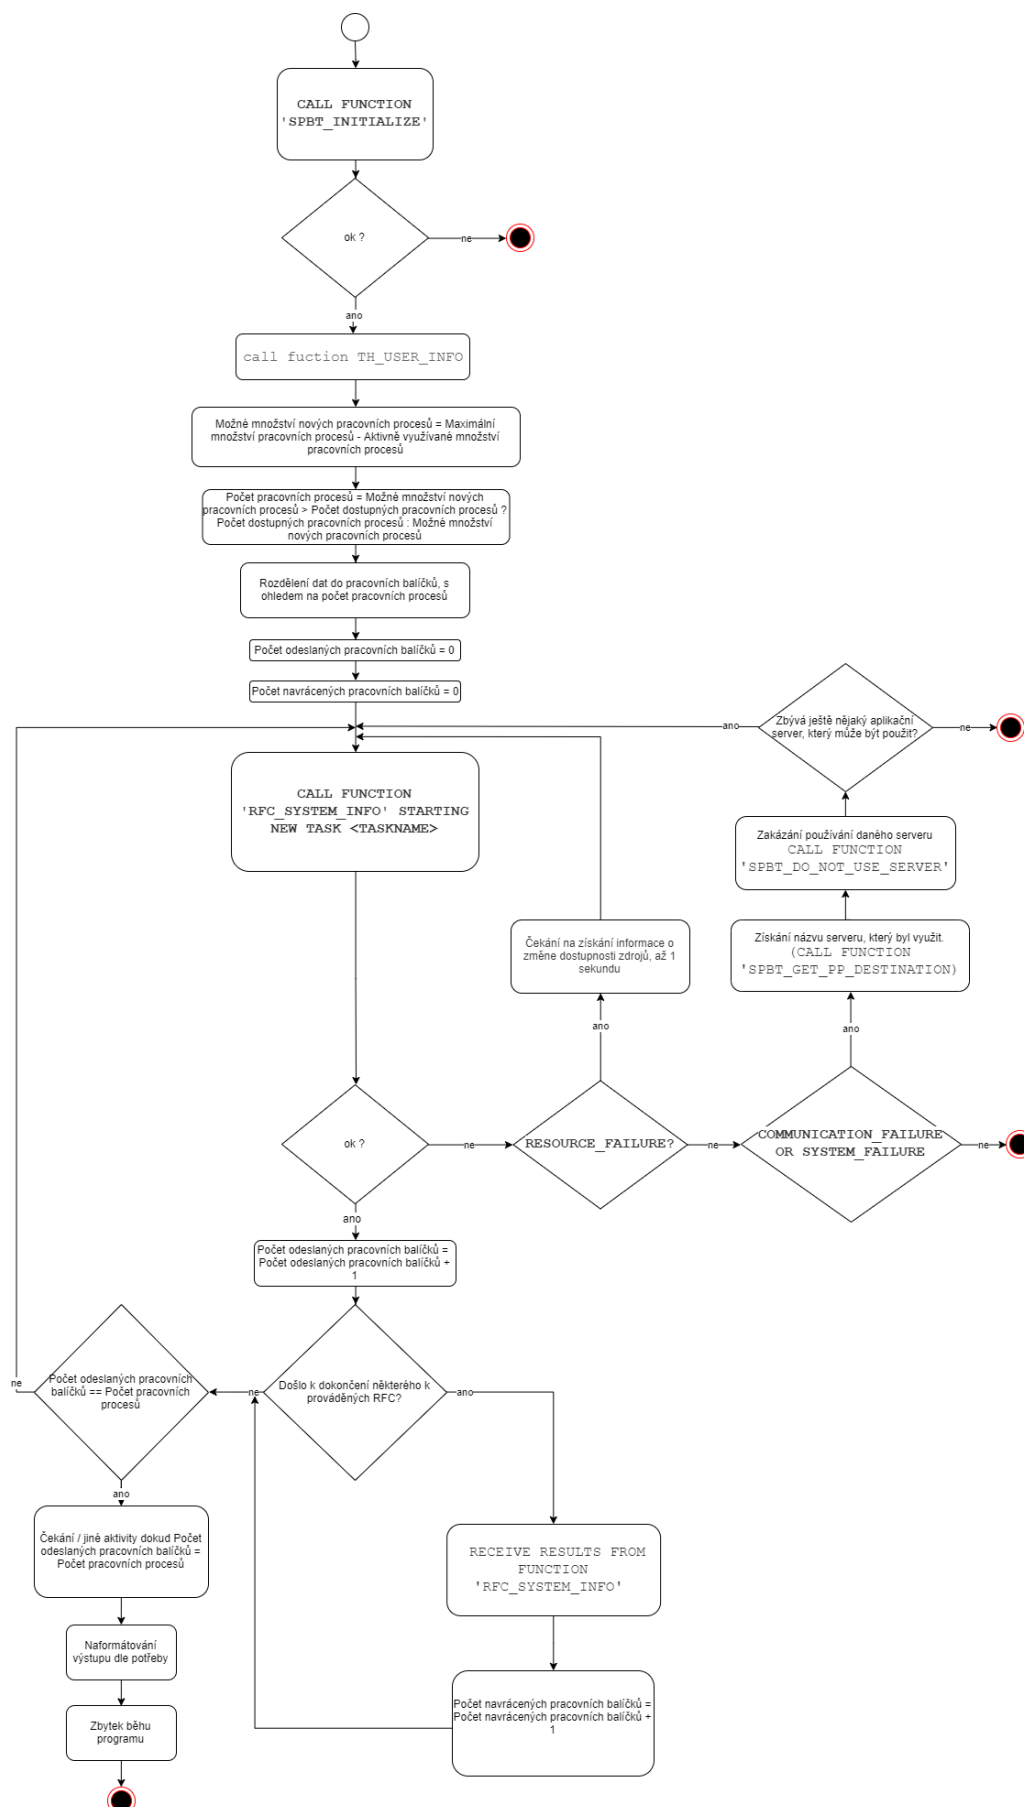 CALL FUNCTION
'SPBT_INITIALIZE'
ok ?
ne
ano
call fuction TH_USER_INFO
Možné množství nových pracovních procesů = Maximální
množství pracovních procesů - Aktivně využívané množství
pracovních procesů
Počet pracovních procesů = Možné množství nových
pracovních procesů > Počet dostupných pracovních procesů ?
Počet dostupných pracovních procesů : Možné množství
nových pracovních procesů
Rozdělení dat do pracovních balíčků, s
ohledem na počet pracovních procesů
Počet odeslaných pracovních balíčků = 0
Počet navrácených pracovních balíčků = 0
Zbývá ještě nějaký aplikační
server, který může být použit?
ano
ne
CALL FUNCTION
'RFC_SYSTEM_INFO' STARTING
NEW TASK <TASKNAME>
Zakázání používání daného serveru
CALL FUNCTION
'SPBT_DO_NOT_USE_SERVER'
Čekání na získání informace o
změne dostupnosti zdrojů, až 1
sekundu
Získání názvu serveru, který byl využit.
(CALL FUNCTION
'SPBT_GET_PP_DESTINATION)
ano
ano
ok ?
ne
RESOURCE_FAILURE?
ne
COMMUNICATION_FAILURE
OR SYSTEM_FAILURE
ne
ano
Počet odeslaných pracovních balíčků =
Počet odeslaných pracovních balíčků +
1
Počet odeslaných pracovních
balíčků == Počet pracovních
procesů
ne
ne
Došlo k dokončení některého k
prováděných RFC?
ano
ano
Čekání / jiné aktivity dokud Počet
odeslaných pracovních balíčků =
Počet pracovních procesů
RECEIVE RESULTS FROM
FUNCTION
'RFC_SYSTEM_INFO'
Naformátování
výstupu dle potřeby
Počet navrácených pracovních balíčků =
Počet navrácených pracovních balíčků +
1
Zbytek běhu
programu